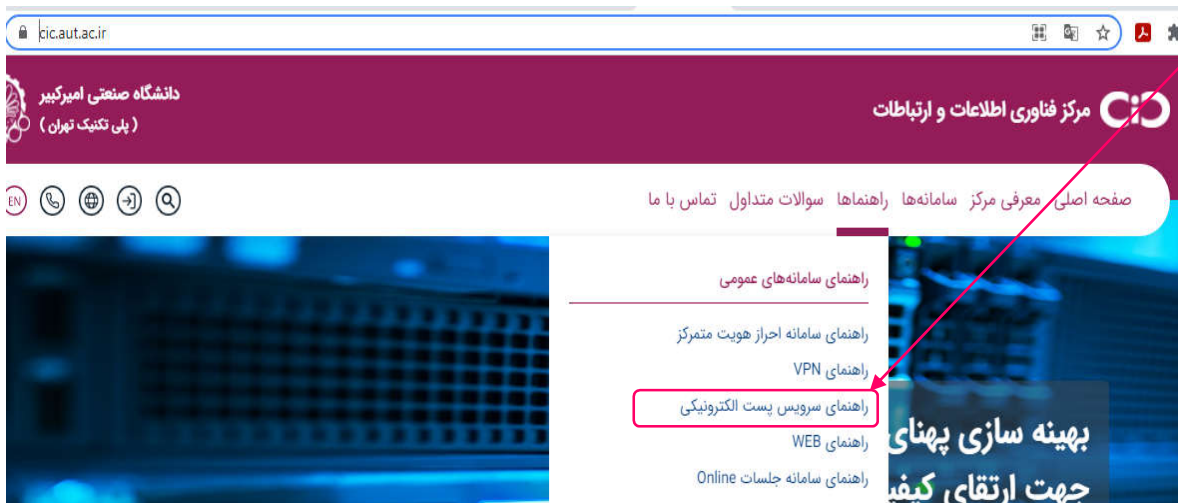 cic.aut.ac.ir
مرکز فناوری اطلاعات و ارتباطات
CiC
دانشگاه صنعتی امیرکبیر
( پلی تکنیک تهران )
صفحه اصلی معرفی مرکز سامانه‌ها راهنماها سوالات متداول تماس با ما
EN
راهنمای سامانه‌های عمومی
راهنمای سامانه احراز هویت متمرکز
راهنمای VPN
راهنمای سرویس پست الکترونیکی
راهنمای WEB
راهنمای سامانه جلسات Online
بهینه سازی پهنای
جهت ارتقای